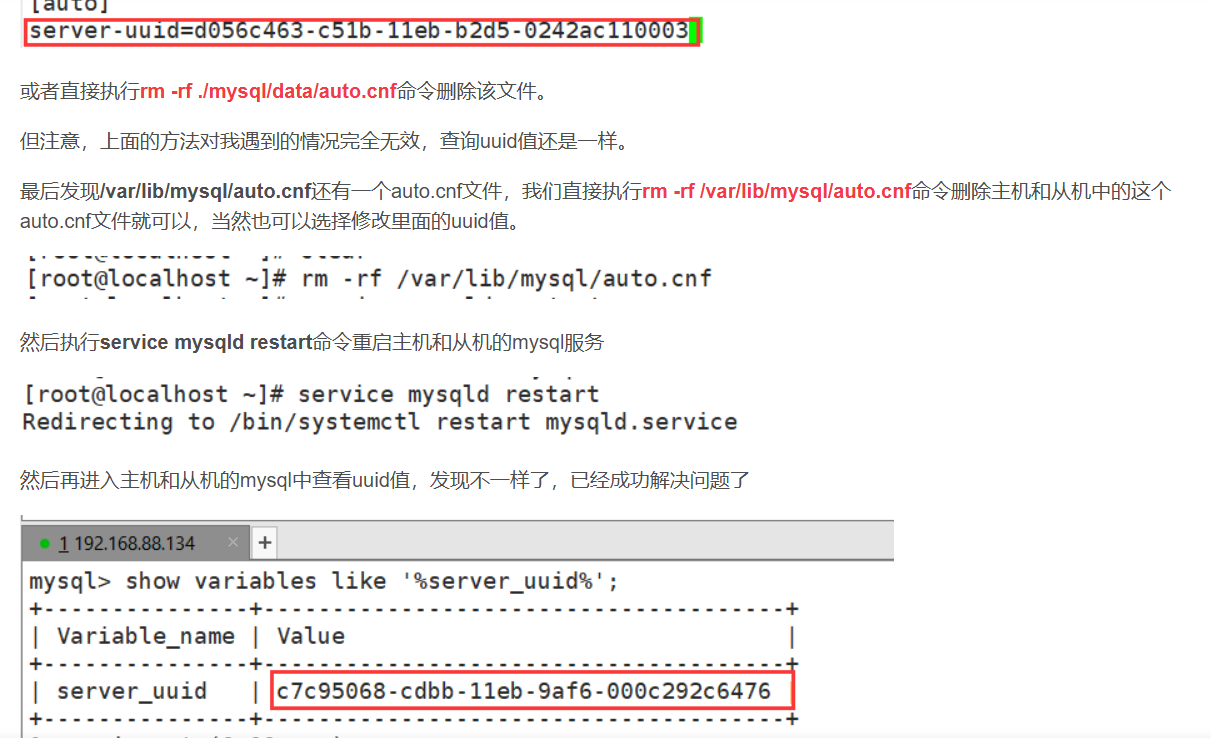 [auto]
server-uuid=d056c463-c51b-11eb-b2d5-0242ac110003
或者直接执行rm -rf ./mysql/data/auto.cnf命令删除该文件。
但注意，上面的方法对我遇到的情况完全无效，查询uuid值还是一样。
最后发现/var/lib/mysql/auto.cnf还有一个auto.cnf文件，我们直接执行rm -rf /var/lib/mysql/auto.cnf命令删除主机和从机中的这个
auto.cnf文件就可以，当然也可以选择修改里面的uuid值。
[root@localhost ~]# rm -rf /var/lib/mysql/auto.cnf
然后执行service mysqld restart命令重启主机和从机的mysql服务
[root@localhost ~]# service mysqld restart
Redirecting to /bin/systemctl restart mysqld.service
然后再进入主机和从机的mysql中查看uuid值，发现不一样了，已经成功解决问题了
1 192.168.88.134 × +
mysql> show variables like '%server_uuid%';
+---------------+--------------------------------------+
| Variable_name | Value                                |
+---------------+--------------------------------------+
| server_uuid   | c7c95068-cdbb-11eb-9af6-000c292c6476 |
+---------------+--------------------------------------+